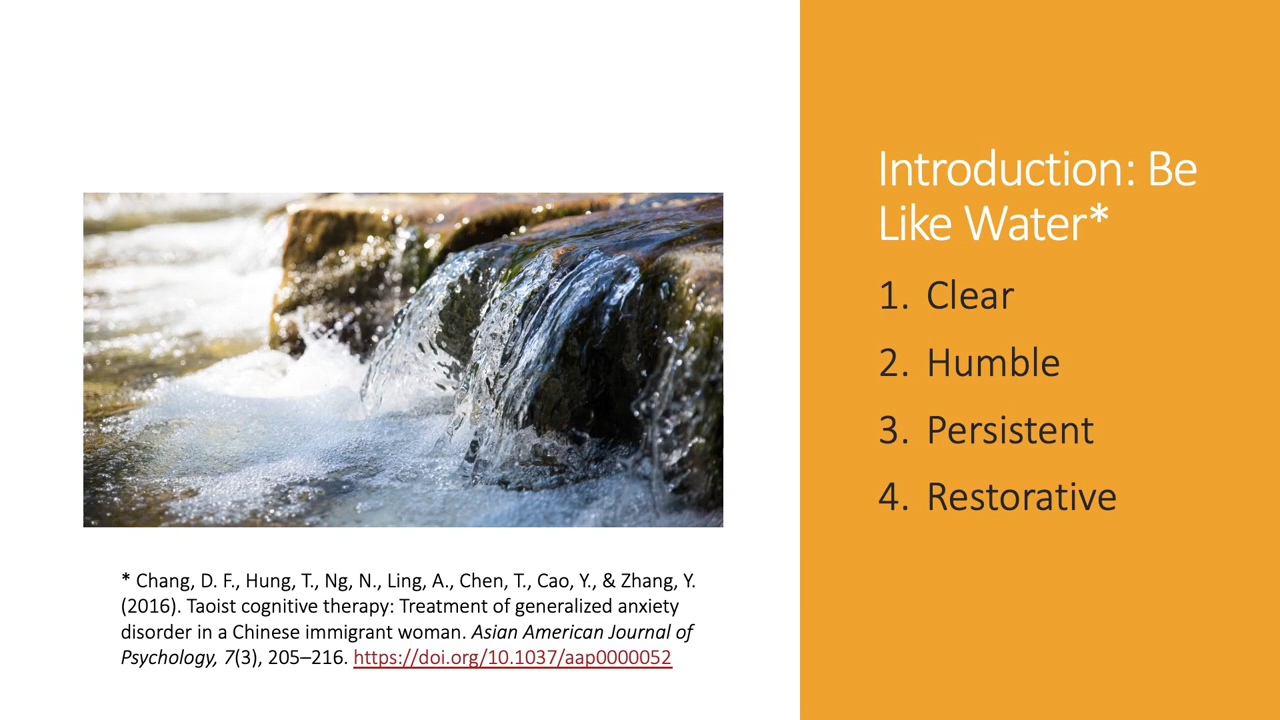 Introduction: Be
Like Water*
1. Clear
2. Humble
3. Persistent
4. Restorative
* Chang, D. F., Hung, T., Ng, N., Ling, A., Chen, T., Cao, Y., & Zhang, Y.
(2016). Taoist cognitive therapy: Treatment of generalized anxiety
disorder in a Chinese immigrant woman. Asian American Journal of
Psychology, 7(3), 205–216. https://doi.org/10.1037/aap0000052